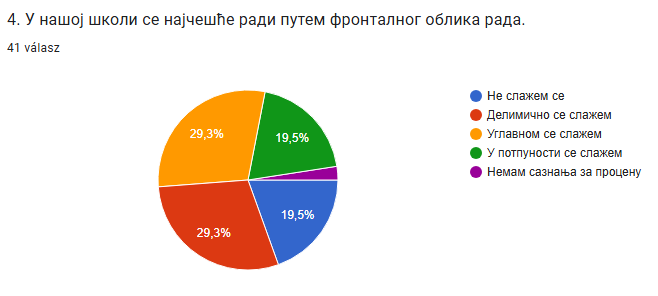 4. У нашој школи се најчешће ради путем фронталног облика рада.
41 válasz
Не слажем се
Делимично се слажем
Углавном се слажем
У потпуности се слажем
Немам сазнања за процену
29,3%
19,5%
19,5%
29,3%